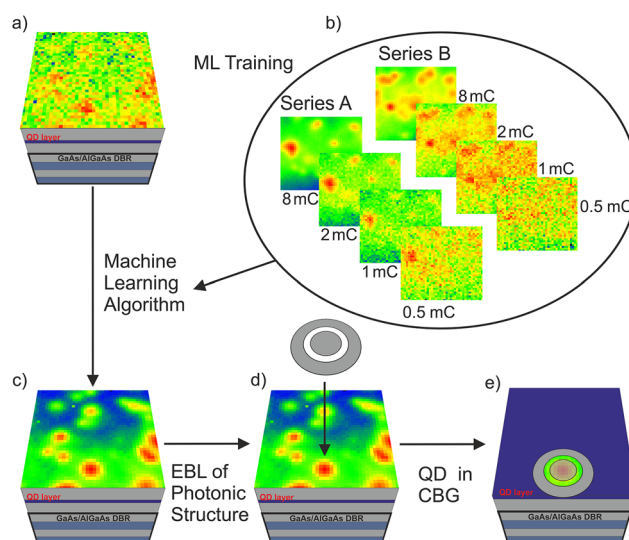 a)
b)
ML Training
Series B
Series A
8 mC
2 mC
1 mC
0.5 mC
8 mC
2 mC
1 mC
0.5 mC
QD layer
GaAs/AlGaAs DBR
Machine
Learning
Algorithm
c)
d)
e)
EBL of
Photonic
Structure
QD in
CBG
QD layer
GaAs/AlGaAs DBR
QD layer
GaAs/AlGaAs DBR
QD layer
GaAs/AlGaAs DBR